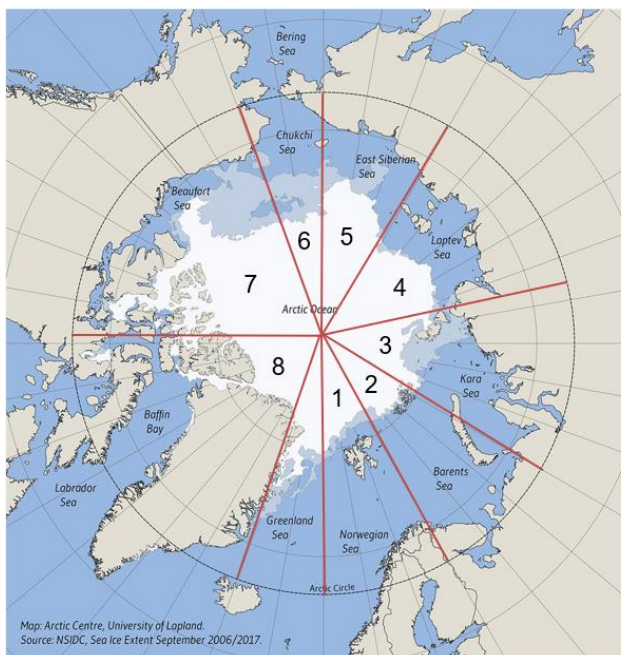 Bering
Sea
Chukchi
Sea
East Siberian
Sea
Beaufort
Sea
Laptev
Sea
6
5
7
4
Arctic Ocean
3
8
2
1
Kara
Sea
Baffin
Bay
Barents
Sea
Labrador
Sea
Greenland
Sea
Norwegian
Sea
Arctic Circle
Map: Arctic Centre, University of Lapland.
Source: NSIDC, Sea Ice Extent September 2006/2017.